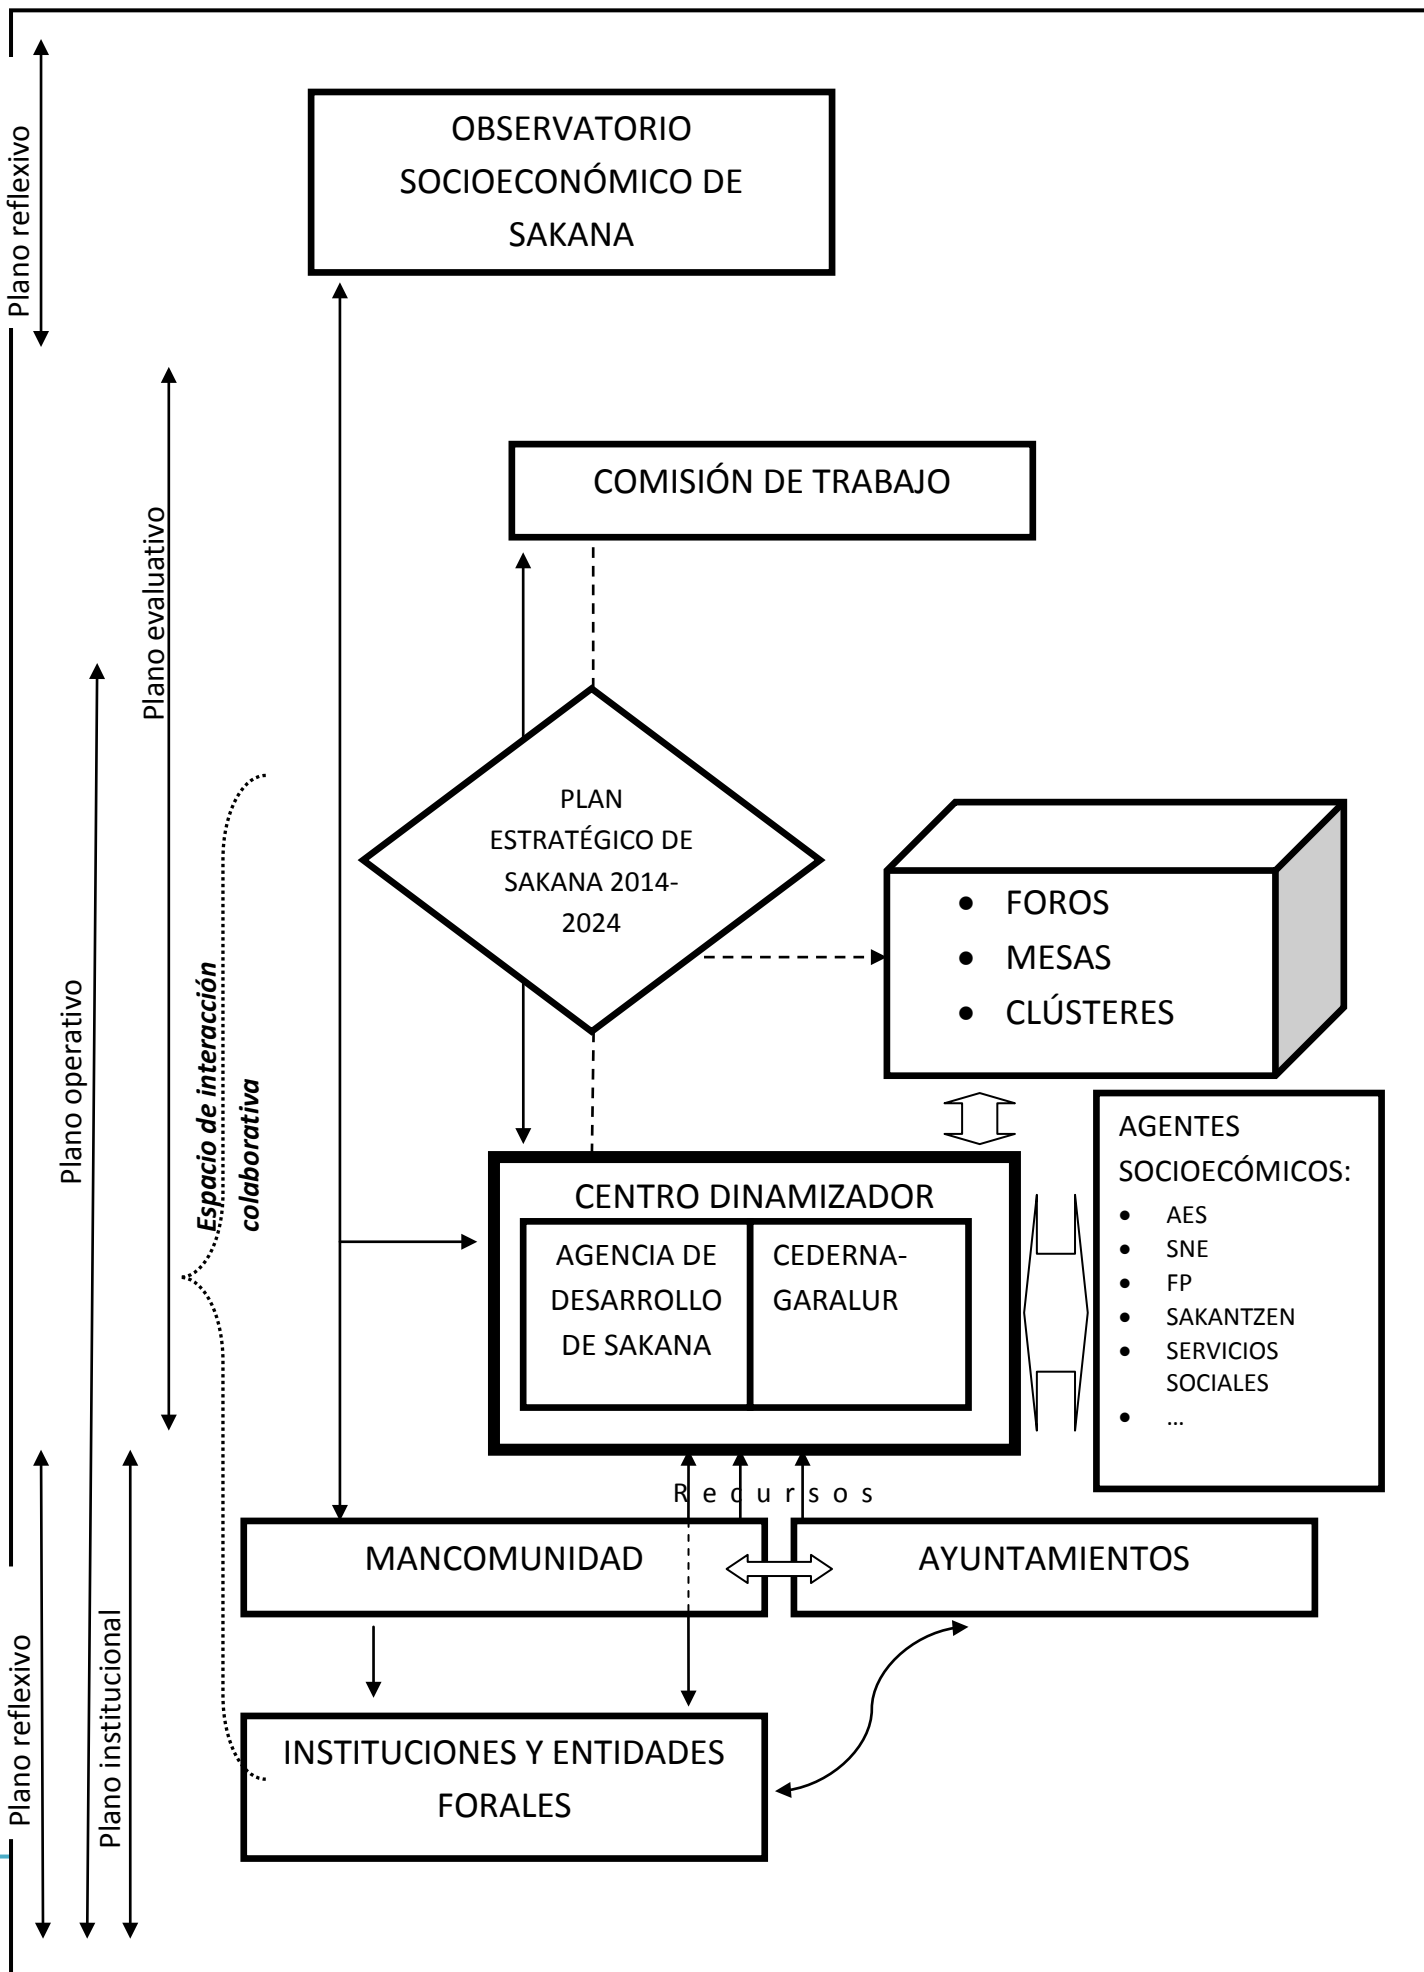 Plano reflexivo
OBSERVATORIO
SOCIOECONÓMICO DE
SAKANA
Plano evaluativo
COMISIÓN DE TRABAJO
Plano operativo
Espacio de interacción
colaborativa
PLAN
ESTRATÉGICO DE
SAKANA 2014-
2024
• FOROS
• MESAS
• CLÚSTERES
AGENTES
SOCIOECÓMICOS:
• AES
• SNE
• FP
• SAKANTZEN
• SERVICIOS
SOCIALES
• ...
CENTRO DINAMIZADOR
AGENCIA DE
DESARROLLO
DE SAKANA
CEDERNA-
GARALUR
Recursos
MANCOMUNIDAD
AYUNTAMIENTOS
Plano reflexivo
Plano institucional
INSTITUCIONES Y ENTIDADES
FORALES